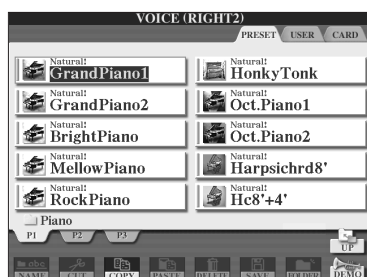 VOICE (RIGHT2)
PRESET USER CARD
Natural!
GrandPiano1
Natural!
HonkyTonk
Natural!
GrandPiano2
Natural!
Oct.Piano1
Natural!
BrightPiano
Natural!
Oct.Piano2
Natural!
MellowPiano
Natural!
Harpsichrd8'
Natural!
RockPiano
Natural!
Hc8'+4'
Piano
P1 P2 P3
UP
abc
NAME CUT COPY PASTE DELETE SAVE FOLDER DEMO